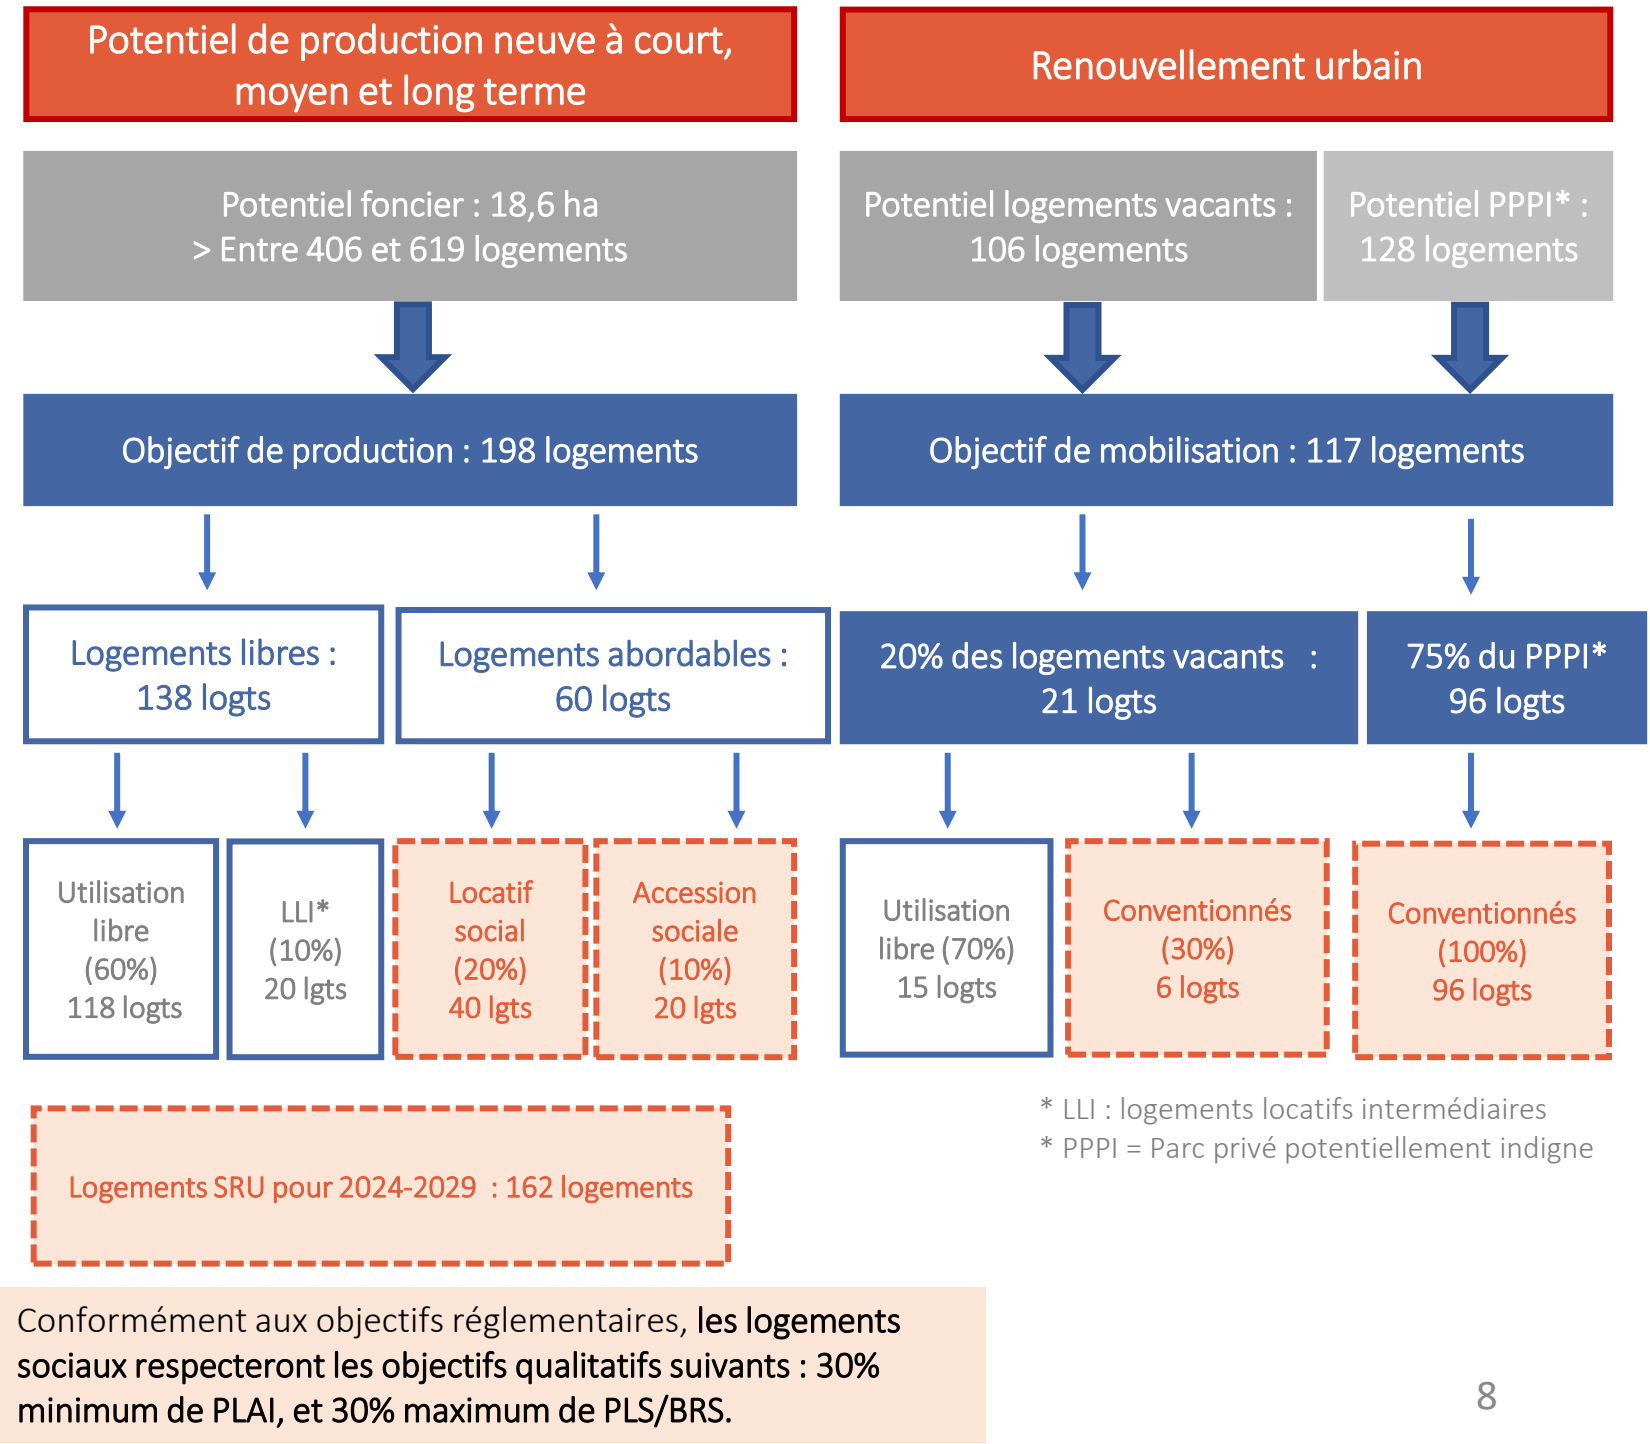 Potentiel de production neuve à court,
moyen et long terme
Renouvellement urbain
Potentiel foncier : 18,6 ha
> Entre 406 et 619 logements
Potentiel logements vacants :
106 logements
Potentiel PPPI* :
128 logements
Objectif de production : 198 logements
Objectif de mobilisation : 117 logements
Logements libres :
138 logts
Logements abordables :
60 logts
20% des logements vacants :
21 logts
75% du PPPI*
96 logts
Utilisation
libre
(60%)
118 logts
LLI*
(10%)
20 lgts
Locatif
social
(20%)
40 lgts
Accession
sociale
(10%)
20 lgts
Utilisation
libre (70%)
15 logts
Conventionnés
(30%)
6 logts
Conventionnés
(100%)
96 logts
* LLI : logements locatifs intermédiaires
* PPPI = Parc privé potentiellement indigne
Logements SRU pour 2024-2029 : 162 logements
Conformément aux objectifs réglementaires, les logements
sociaux respecteront les objectifs qualitatifs suivants : 30%
minimum de PLAI, et 30% maximum de PLS/BRS.
8